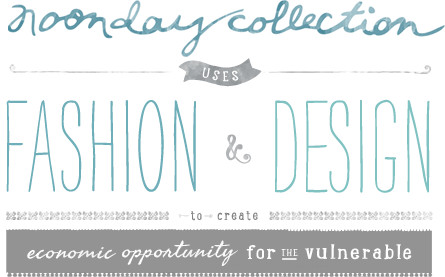 noonday collection
USES
FASHION & DESIGN
to create
economic opportunity for THE vulnerable